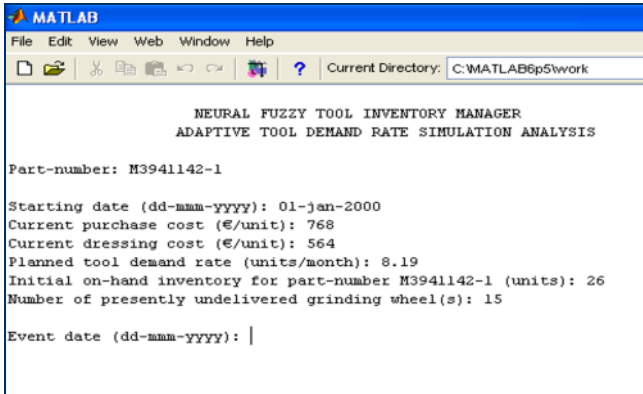 MATLAB
File Edit View Web Window Help
? Current Directory: C:\MATLAB6p5\work
NEURAL FUZZY TOOL INVENTORY MANAGER
ADAPTIVE TOOL DEMAND RATE SIMULATION ANALYSIS
Part-number: M3941142-1
Starting date (dd-mmm-yyyy): 01-jan-2000
Current purchase cost (€/unit): 768
Current dressing cost (€/unit): 564
Planned tool demand rate (units/month): 8.19
Initial on-hand inventory for part-number M3941142-1 (units): 26
Number of presently undelivered grinding wheel(s): 15
Event date (dd-mmm-yyyy):